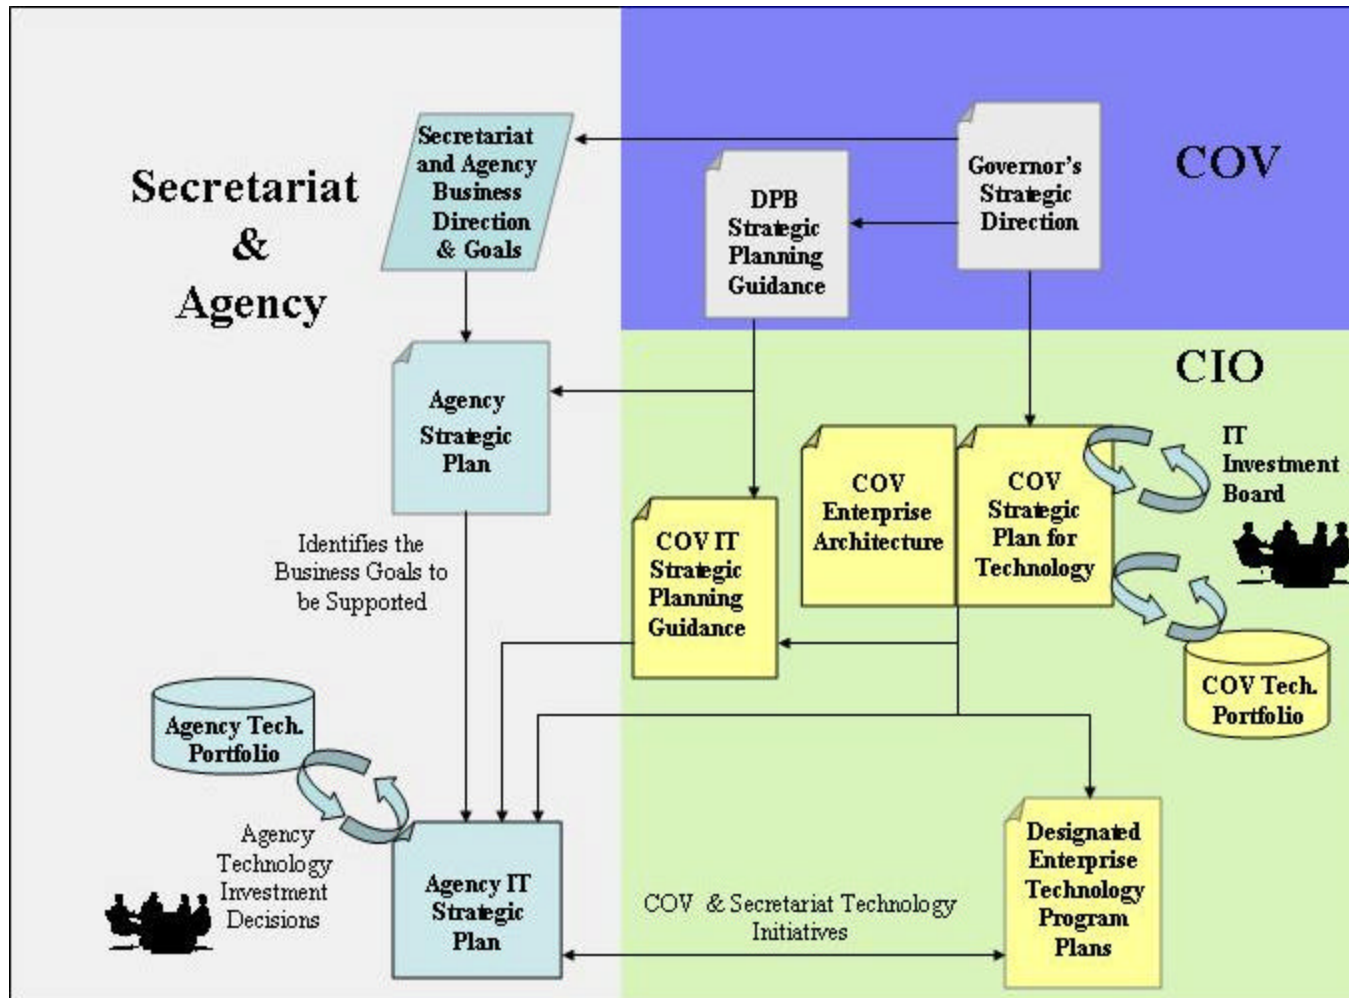 Secretariat
&
Agency
Secretariat
and Agency
Business
Direction
& Goals
DPB
Strategic
Planning
Guidance
Governor's
Strategic
Direction
COV
CIO
Agency
Strategic
Plan
COV
Enterprise
Architecture
COV
Strategic
Plan for
Technology
IT
Investment
Board
Identifies the
Business Goals to
be Supported
COV IT
Strategic
Planning
Guidance
COV Tech.
Portfolio
Agency Tech.
Portfolio
Agency
Technology
Investment
Decisions
Agency IT
Strategic
Plan
COV & Secretariat Technology
Initiatives
Designated
Enterprise
Technology
Program
Plans